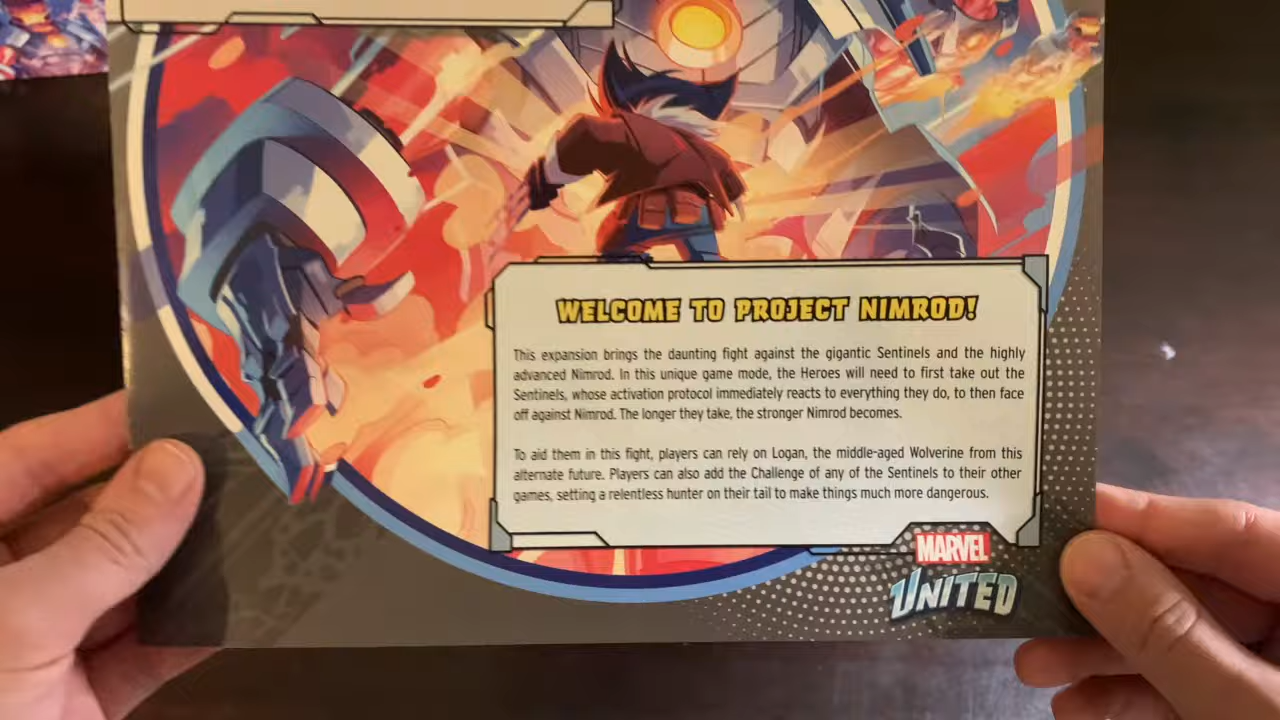 WELCOME TO PROJECT NIMROD!
This expansion brings the daunting fight against the gigantic Sentinels and the highly
advanced Nimrod. In this unique game mode, the Heroes will need to first take out the
Sentinels, whose activation protocol immediately reacts to everything they do, to then face
off against Nimrod. The longer they take, the stronger Nimrod becomes.
To aid them in this fight, players can rely on Logan, the middle-aged Wolverine from this
alternate future. Players can also add the Challenge of any of the Sentinels to their other
games, setting a relentless hunter on their tail to make things much more dangerous.
MARVEL
UNITED